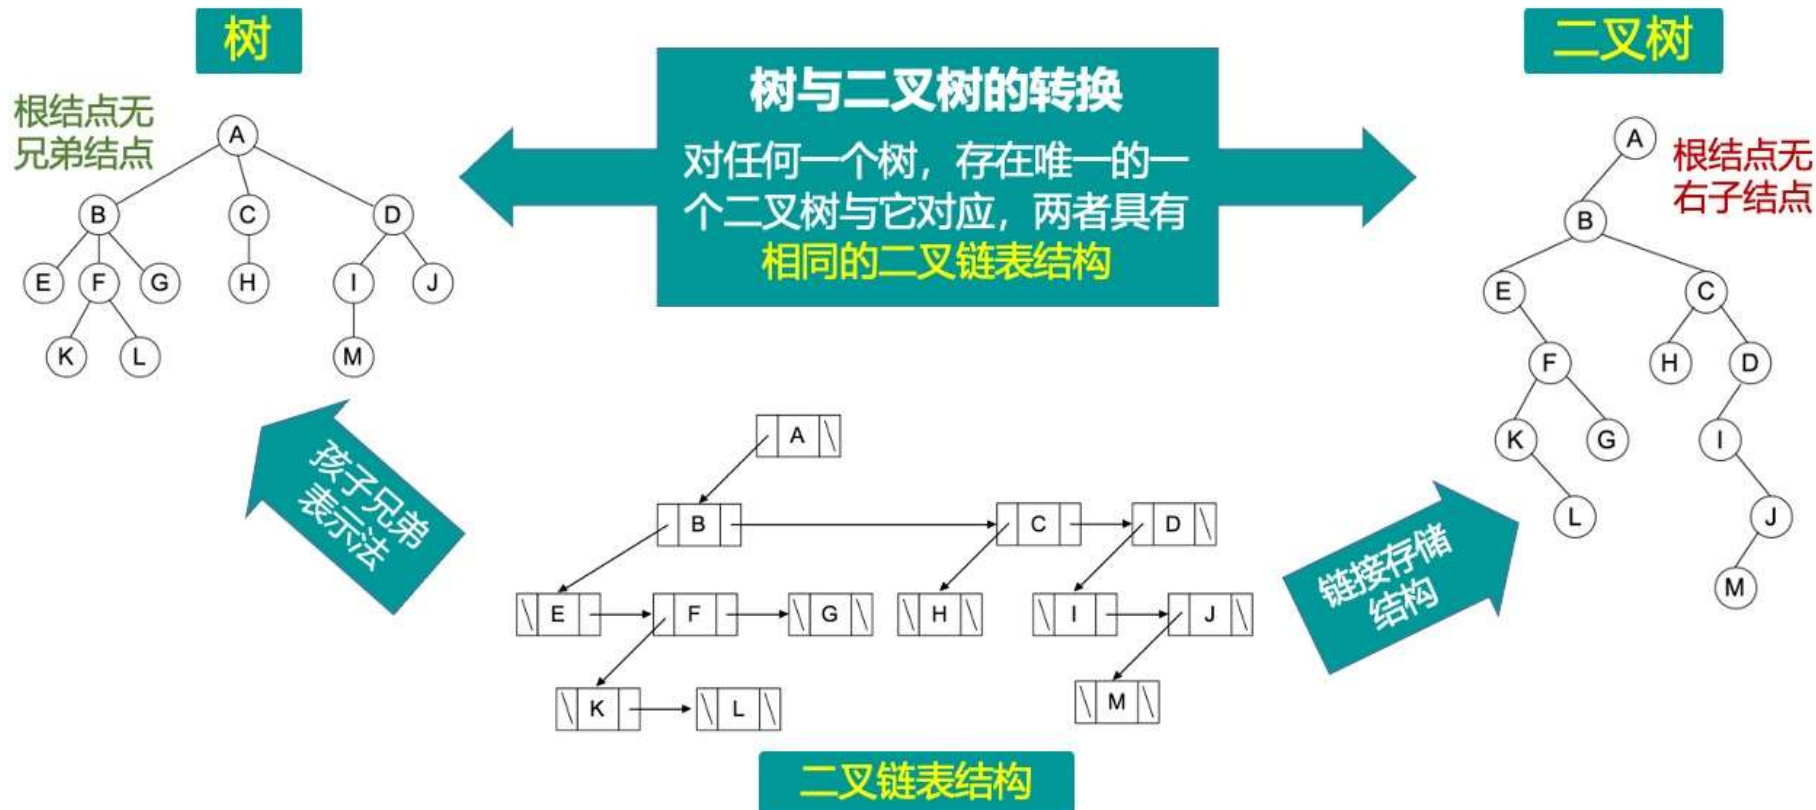 树
二叉树
根结点无
兄弟结点
树与二叉树的转换
对任何一个树，存在唯一的一
个二叉树与它对应，两者具有
相同的二叉链表结构
根结点无
右子结点
A
B C D
E F G H I J
K L M
A
B
E C
F H D
K G I
L J
M
孩子兄弟
表示法
A
B C D
E F G H I J
K L M
链接存储
结构
二叉链表结构